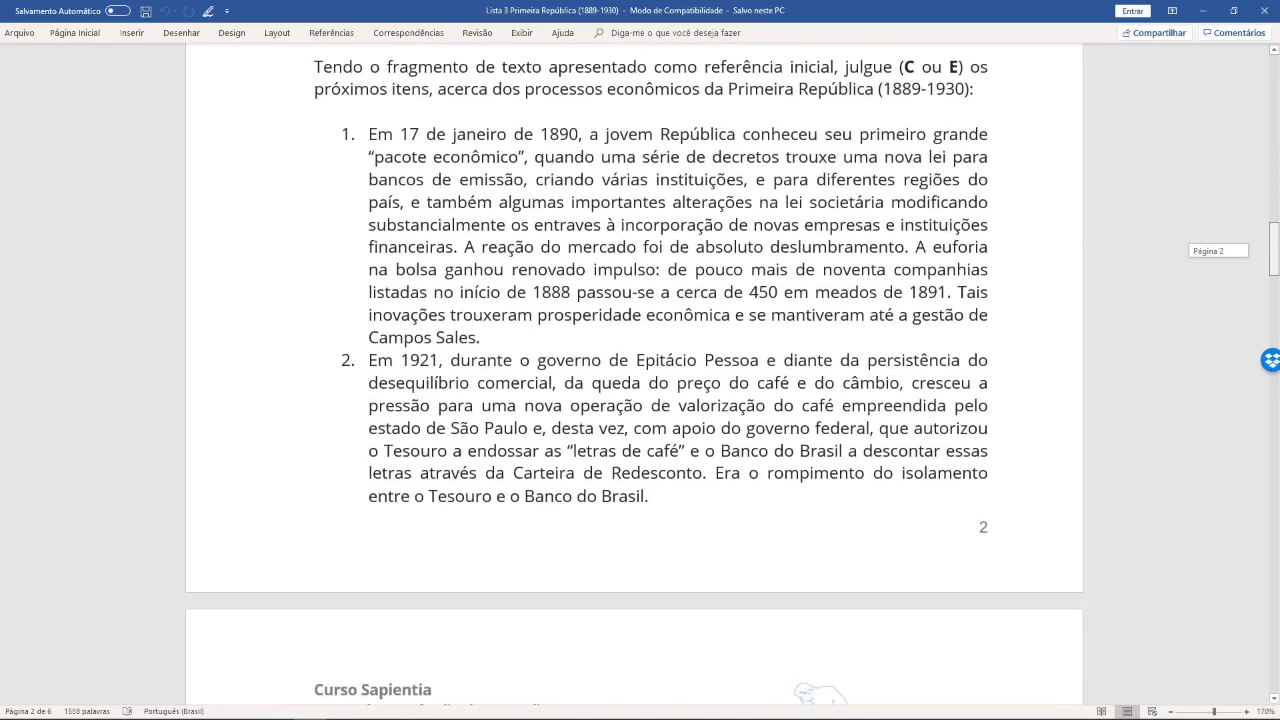 Salvamento Automático
Lista 3 Primeira República (1889-1930) - Modo de Compatibilidade - Salvo neste PC
Entrar
Arquivo Página Inicial Inserir Desenhar Design Layout Referências Correspondências Revisão Exibir Ajuda Diga-me o que você deseja fazer Compartilhar Comentários
Tendo o fragmento de texto apresentado como referência inicial, julgue (C ou E) os
próximos itens, acerca dos processos econômicos da Primeira República (1889-1930):
1. Em 17 de janeiro de 1890, a jovem República conheceu seu primeiro grande
“pacote econômico”, quando uma série de decretos trouxe uma nova lei para
bancos de emissão, criando várias instituições, e para diferentes regiões do
país, e também algumas importantes alterações na lei societária modificando
substancialmente os entraves à incorporação de novas empresas e instituições
financeiras. A reação do mercado foi de absoluto deslumbramento. A euforia
na bolsa ganhou renovado impulso: de pouco mais de noventa companhias
listadas no início de 1888 passou-se a cerca de 450 em meados de 1891. Tais
inovações trouxeram prosperidade econômica e se mantiveram até a gestão de
Campos Sales.
2. Em 1921, durante o governo de Epitácio Pessoa e diante da persistência do
desequilíbrio comercial, da queda do preço do café e do câmbio, cresceu a
pressão para uma nova operação de valorização do café empreendida pelo
estado de São Paulo e, desta vez, com apoio do governo federal, que autorizou
o Tesouro a endossar as “letras de café” e o Banco do Brasil a descontar essas
letras através da Carteira de Redesconto. Era o rompimento do isolamento
entre o Tesouro e o Banco do Brasil.
2
Página 2
Curso Sapientia
Página 2 de 6 1558 palavras Português (Brasil) 170%